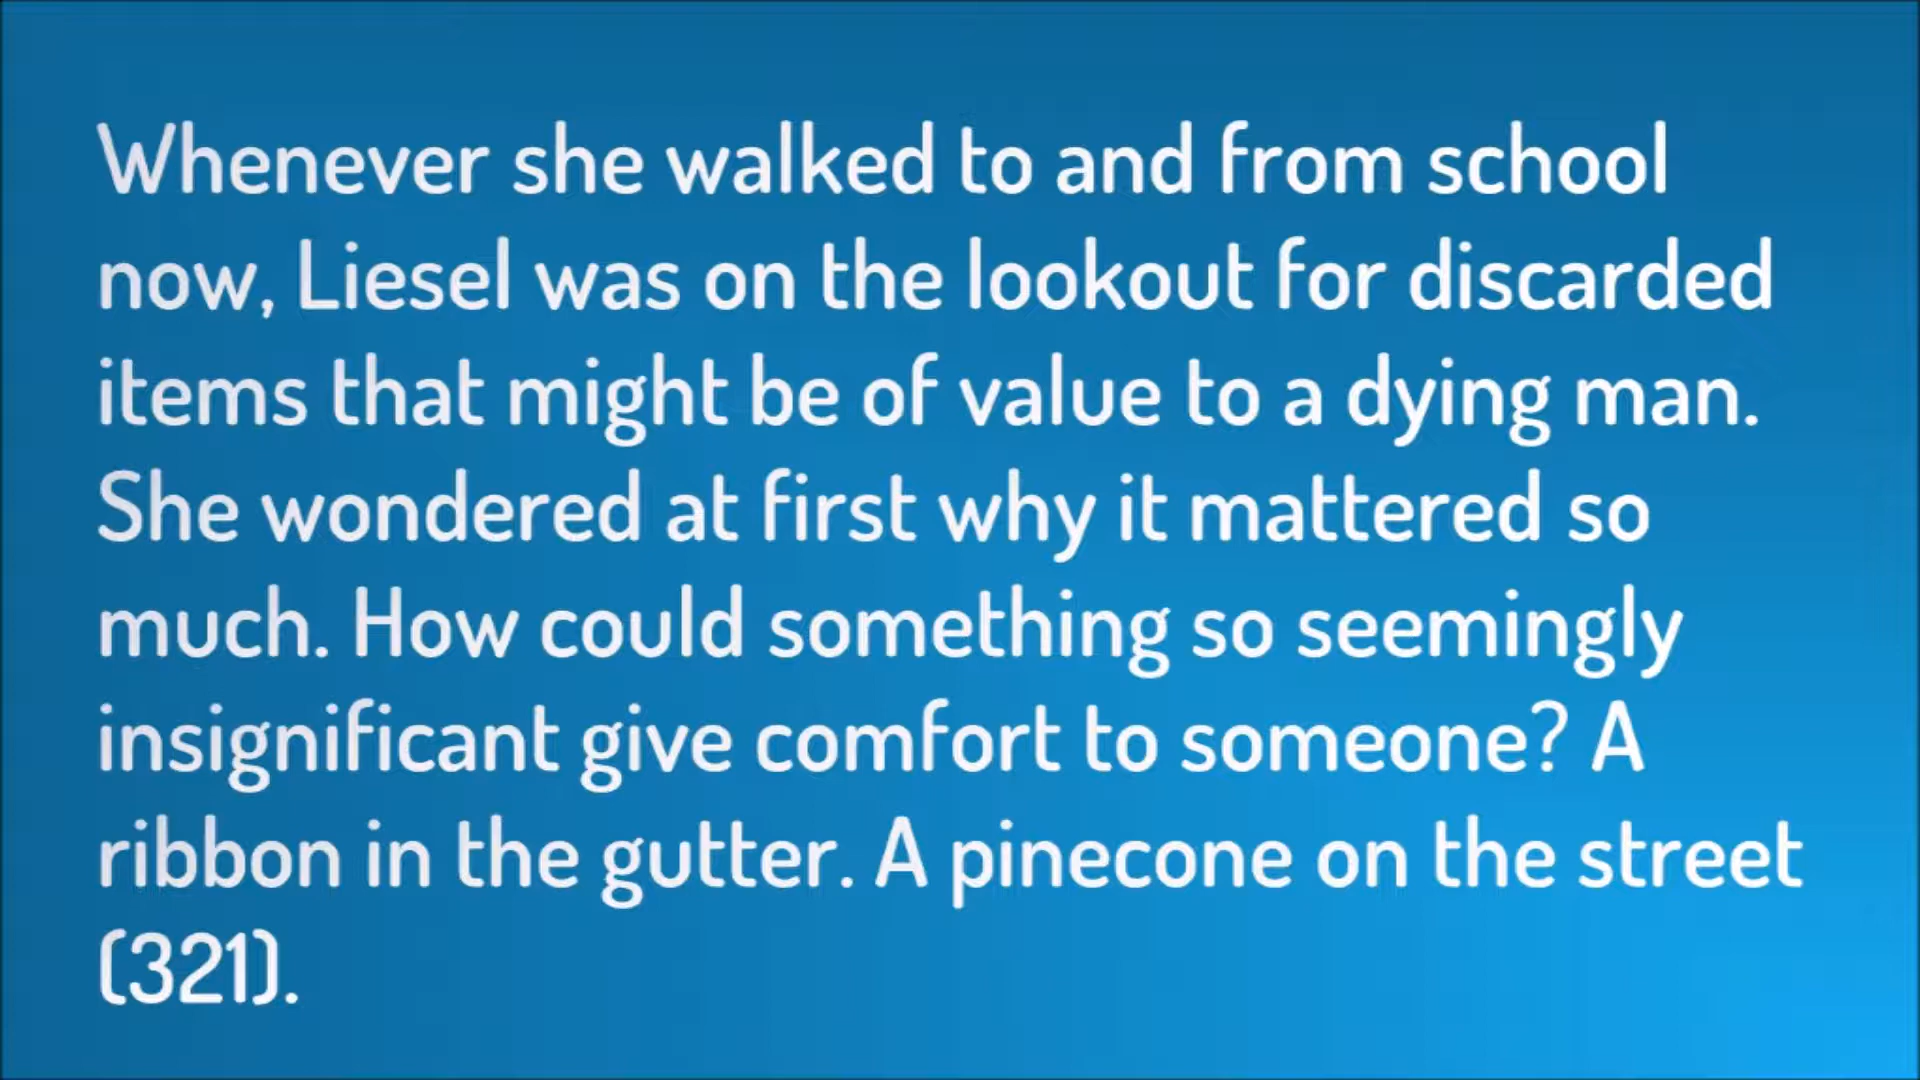 Whenever she walked to and from school
now, Liesel was on the lookout for discarded
items that might be of value to a dying man.
She wondered at first why it mattered so
much. How could something so seemingly
insignificant give comfort to someone? A
ribbon in the gutter. A pinecone on the street
(321).